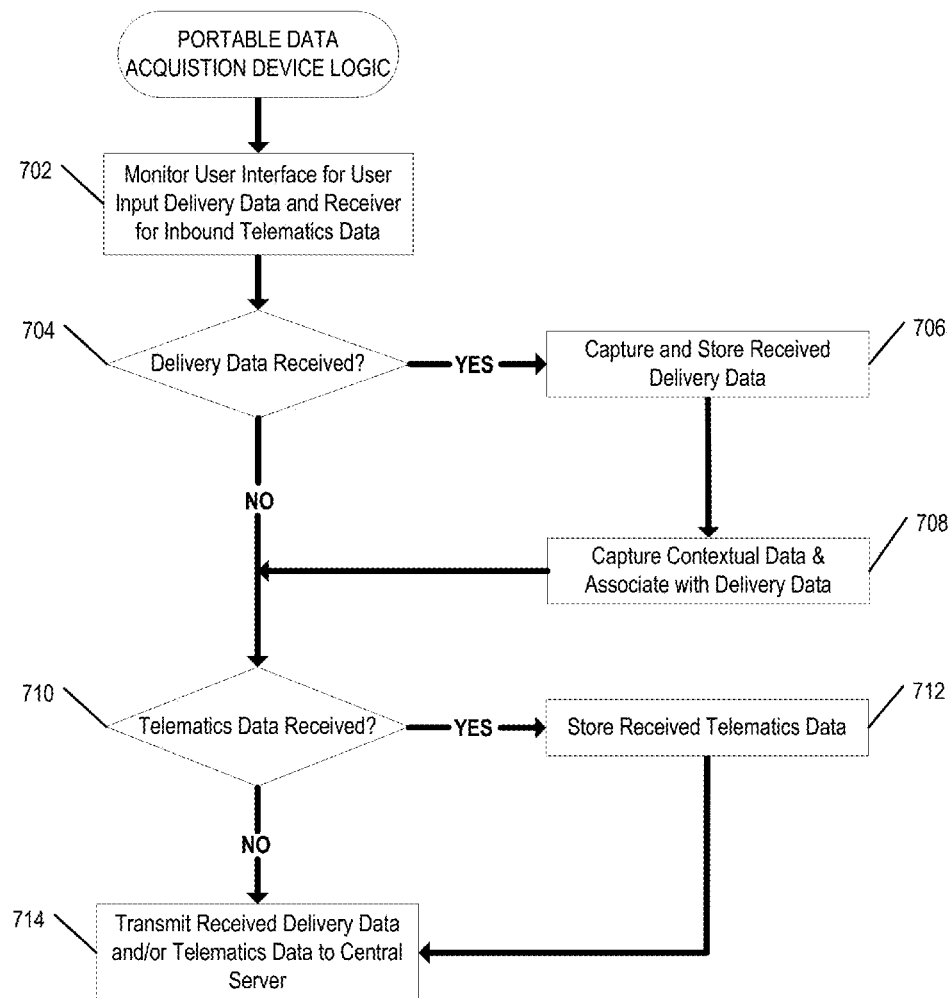 PORTABLE DATA
ACQUISTION DEVICE LOGIC
702
Monitor User Interface for User
Input Delivery Data and Receiver
for Inbound Telematics Data
704
Delivery Data Received?
YES
706
Capture and Store Received
Delivery Data
NO
708
Capture Contextual Data &
Associate with Delivery Data
710
Telematics Data Received?
YES
712
Store Received Telematics Data
NO
714
Transmit Received Delivery Data
and/or Telematics Data to Central
Server